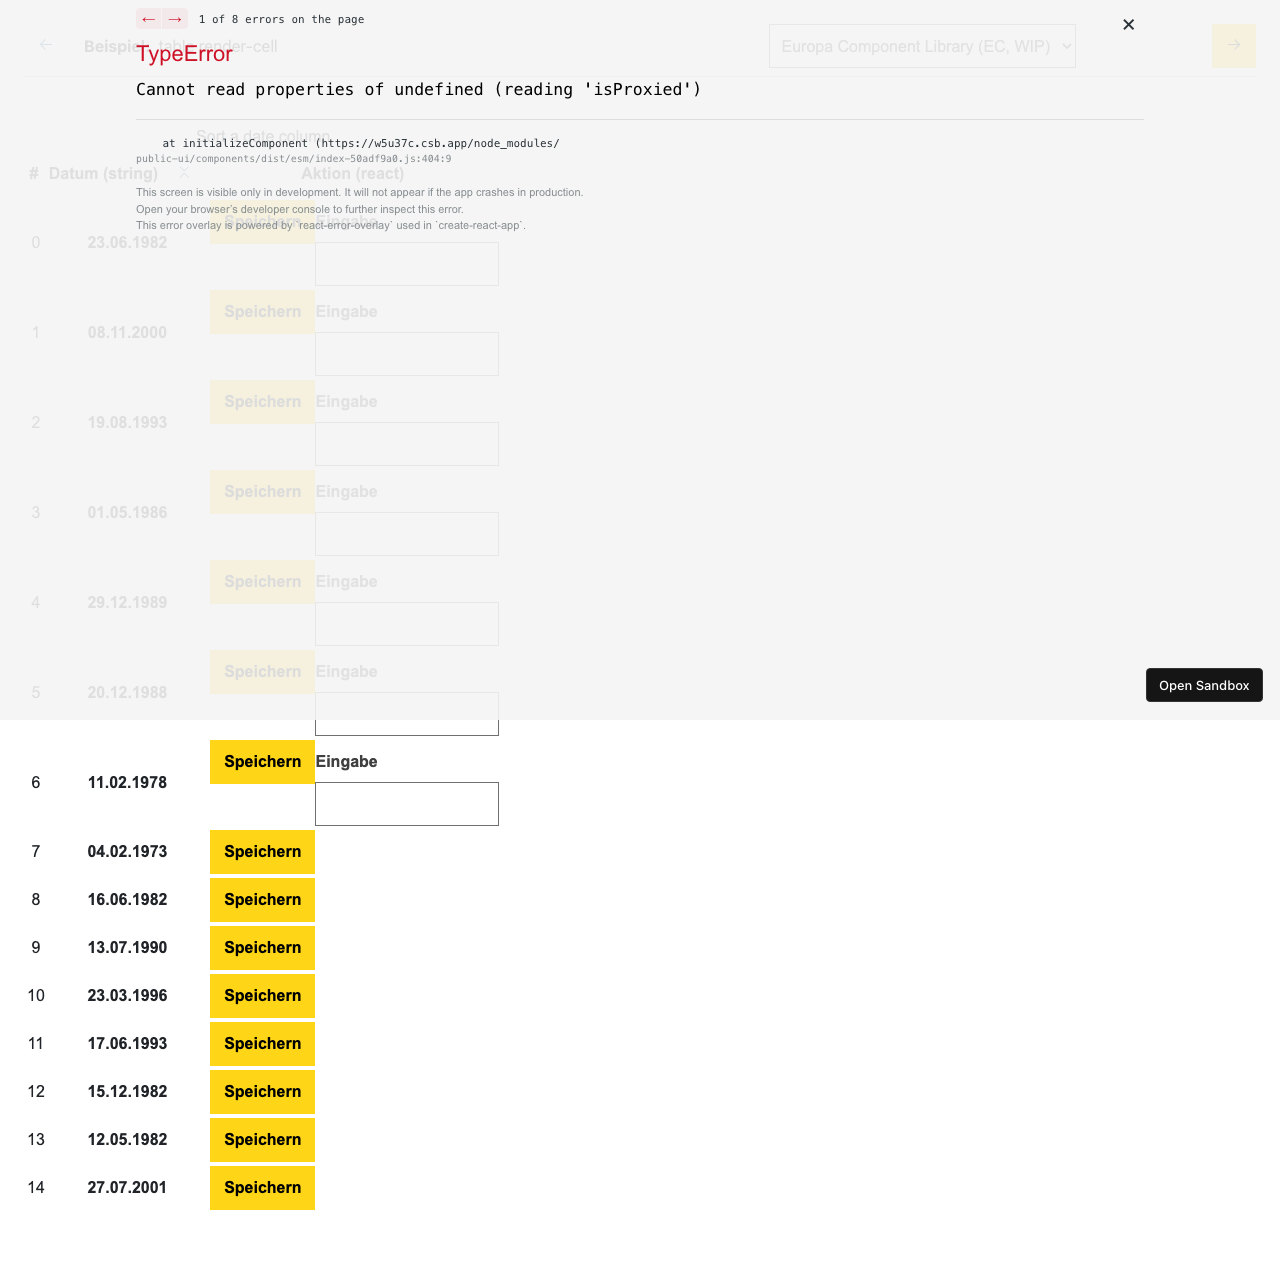 ← → 1 of 8 errors on the page ✕
← Beispiel table render-cell Europa Component Library (EC, WIP) →
TypeError
Cannot read properties of undefined (reading 'isProxied')
Sort a date column
at initializeComponent (https://w5u37c.csb.app/node_modules/
public-ui/components/dist/esm/index-50adf9a0.js:404:9
# Datum (string) Aktion (react)
This screen is visible only in development. It will not appear if the app crashes in production.
Open your browser’s developer console to further inspect this error.
This error overlay is powered by `react-error-overlay` used in `create-react-app`.
0 23.06.1982 Speichern Eingabe
1 08.11.2000 Speichern Eingabe
2 19.08.1993 Speichern Eingabe
3 01.05.1986 Speichern Eingabe
4 29.12.1989 Speichern Eingabe
5 20.12.1988 Speichern Eingabe
Open Sandbox
6 11.02.1978 Speichern Eingabe
7 04.02.1973 Speichern
8 16.06.1982 Speichern
9 13.07.1990 Speichern
10 23.03.1996 Speichern
11 17.06.1993 Speichern
12 15.12.1982 Speichern
13 12.05.1982 Speichern
14 27.07.2001 Speichern